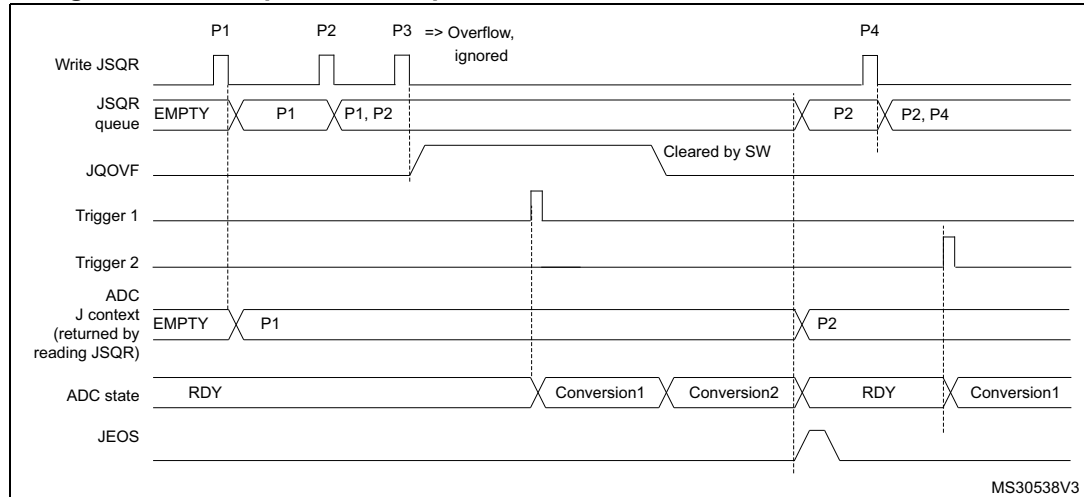 P1 P2 P3 => Overflow, P4
ignored
Write JSQR
JSQR
queue
EMPTY P1 P1, P2 P2 P2, P4
JQOVF
Cleared by SW
Trigger 1
Trigger 2
ADC
J context
(returned by
reading JSQR)
EMPTY P1 P2
ADC state RDY Conversion1 Conversion2 RDY Conversion1
JEOS
MS30538V3